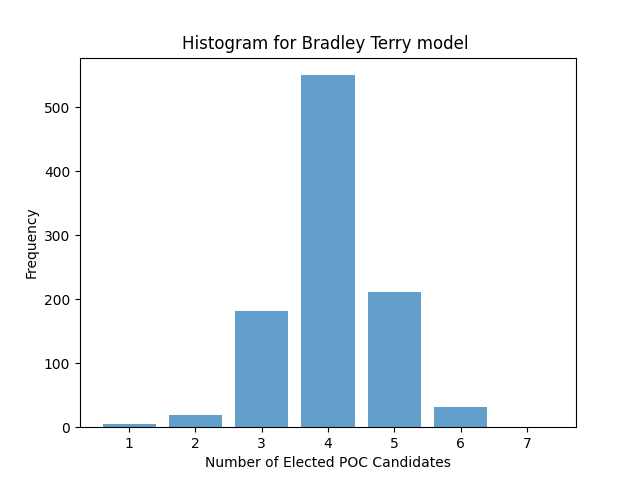 Histogram for Bradley Terry model
500
400
300
200
100
0
Frequency
1 2 3 4 5 6 7
Number of Elected POC Candidates